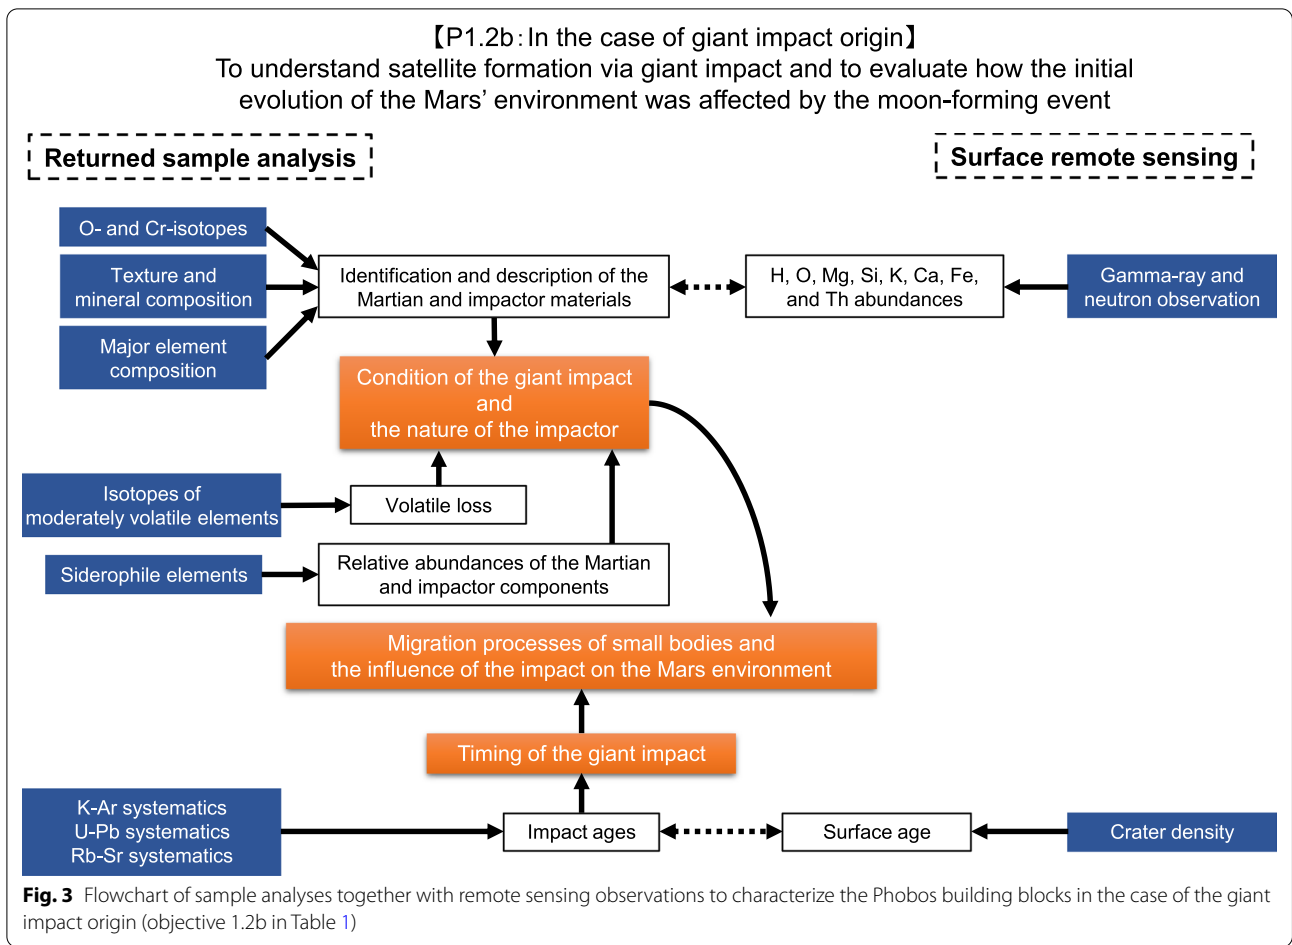 【P1.2b:In the case of giant impact origin】
To understand satellite formation via giant impact and to evaluate how the initial
evolution of the Mars’ environment was affected by the moon-forming event
Returned sample analysis
Surface remote sensing
O- and Cr-isotopes
Texture and
mineral composition
Major element
composition
Identification and description of the
Martian and impactor materials
H, O, Mg, Si, K, Ca, Fe,
and Th abundances
Gamma-ray and
neutron observation
Condition of the giant impact
and
the nature of the impactor
Isotopes of
moderately volatile elements
Volatile loss
Siderophile elements
Relative abundances of the Martian
and impactor components
Migration processes of small bodies and
the influence of the impact on the Mars environment
Timing of the giant impact
K-Ar systematics
U-Pb systematics
Rb-Sr systematics
Impact ages
Surface age
Crater density
Fig. 3 Flowchart of sample analyses together with remote sensing observations to characterize the Phobos building blocks in the case of the giant
impact origin (objective 1.2b in Table 1)